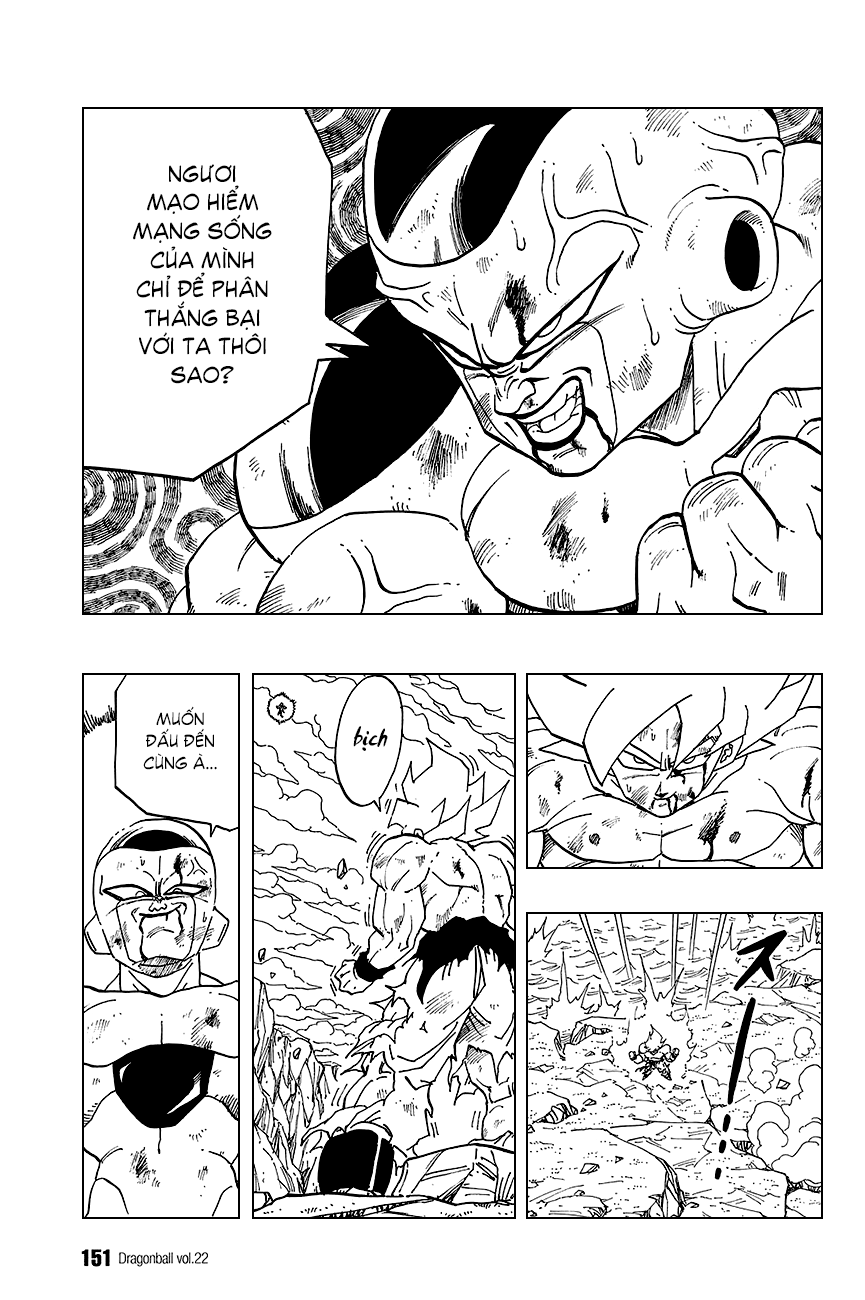 NGƯƠI
MẠO HIỂM
MẠNG SỐNG
CỦA MÌNH
CHỈ ĐỂ PHÂN
THẮNG BẠI
VỚI TA THÔI
SAO?
ス
bịch
MUỐN
ĐẤU ĐẾN
CÙNG À...
151 Dragonball vol.22